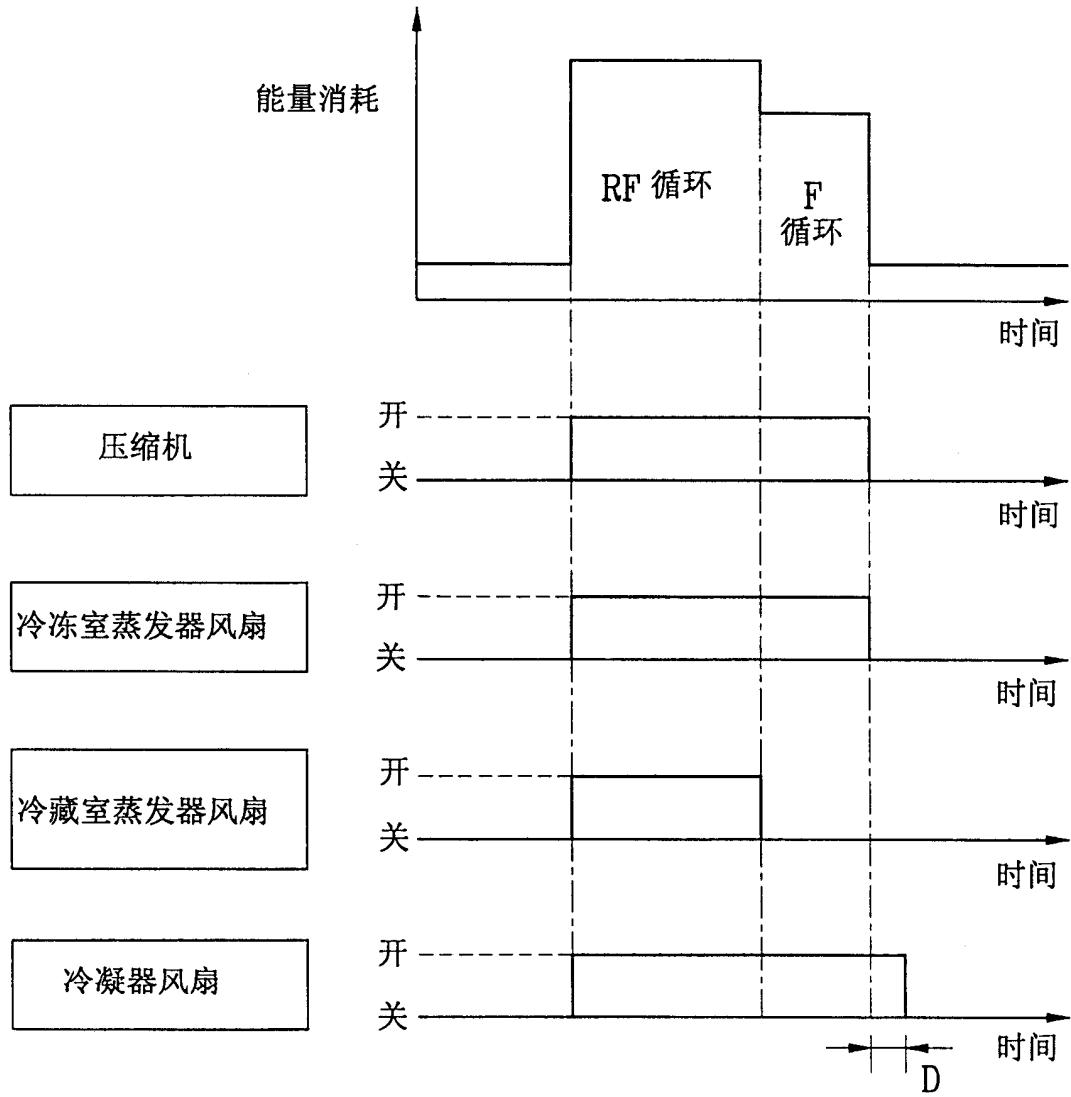 能量消耗
RF 循环
F
循环
时间
压缩机
开
关
时间
冷冻室蒸发器风扇
开
关
时间
冷藏室蒸发器风扇
开
关
时间
冷凝器风扇
开
关
时间
D